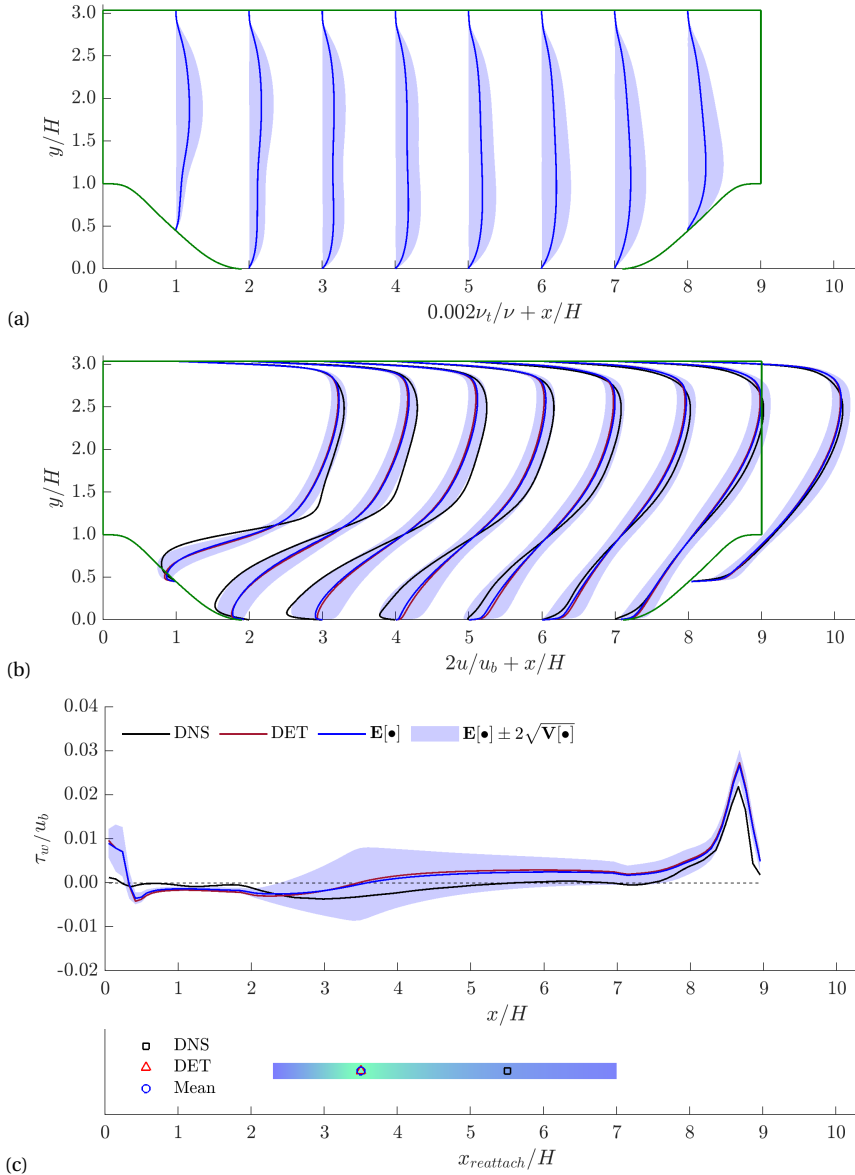 3.0
2.5
2.0
1.5
1.0
0.5
0.0
y/H
0 1 2 3 4 5 6 7 8 9 10
0.002ν_t/ν + x/H
(a)
3.0
2.5
2.0
1.5
1.0
0.5
0.0
y/H
0 1 2 3 4 5 6 7 8 9 10
2u/u_b + x/H
(b)
0.04
0.03
0.02
0.01
0.00
-0.01
-0.02
τ_w/u_b
DNS DET E[•] E[•] ± 2√V[•]
0 1 2 3 4 5 6 7 8 9 10
x/H
DNS
DET
Mean
0 1 2 3 4 5 6 7 8 9 10
x_reattach/H
(c)